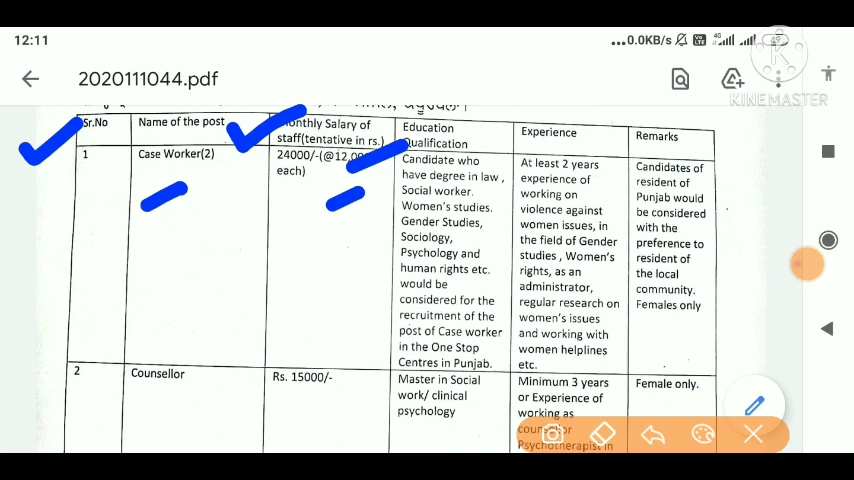 12:11
...0.0KB/s
4G
49
2020111044.pdf
KINEMASTER
Sr.No
Name of the post
Monthly Salary of
staff(tentative in rs.)
Education
Qualification
Experience
Remarks
1
Case Worker(2)
24000/-(@12,000
each)
Candidate who
have degree in law ,
Social worker.
Women's studies.
Gender Studies,
Sociology,
Psychology and
human rights etc.
would be
considered for the
recruitment of the
post of Case worker
in the One Stop
Centres in Punjab.
At least 2 years
experience of
working on
violence against
women issues, in
the field of Gender
studies , Women's
rights, as an
administrator,
regular research on
women's issues
and working with
women helplines
etc.
Candidates of
resident of
Punjab would
be considered
with the
preference to
resident of
the local
community.
Females only
2
Counsellor
Rs. 15000/-
Master in Social
work/ clinical
psychology
Minimum 3 years
or Experience of
working as
counsellor
Psychotherapist in
Female only.